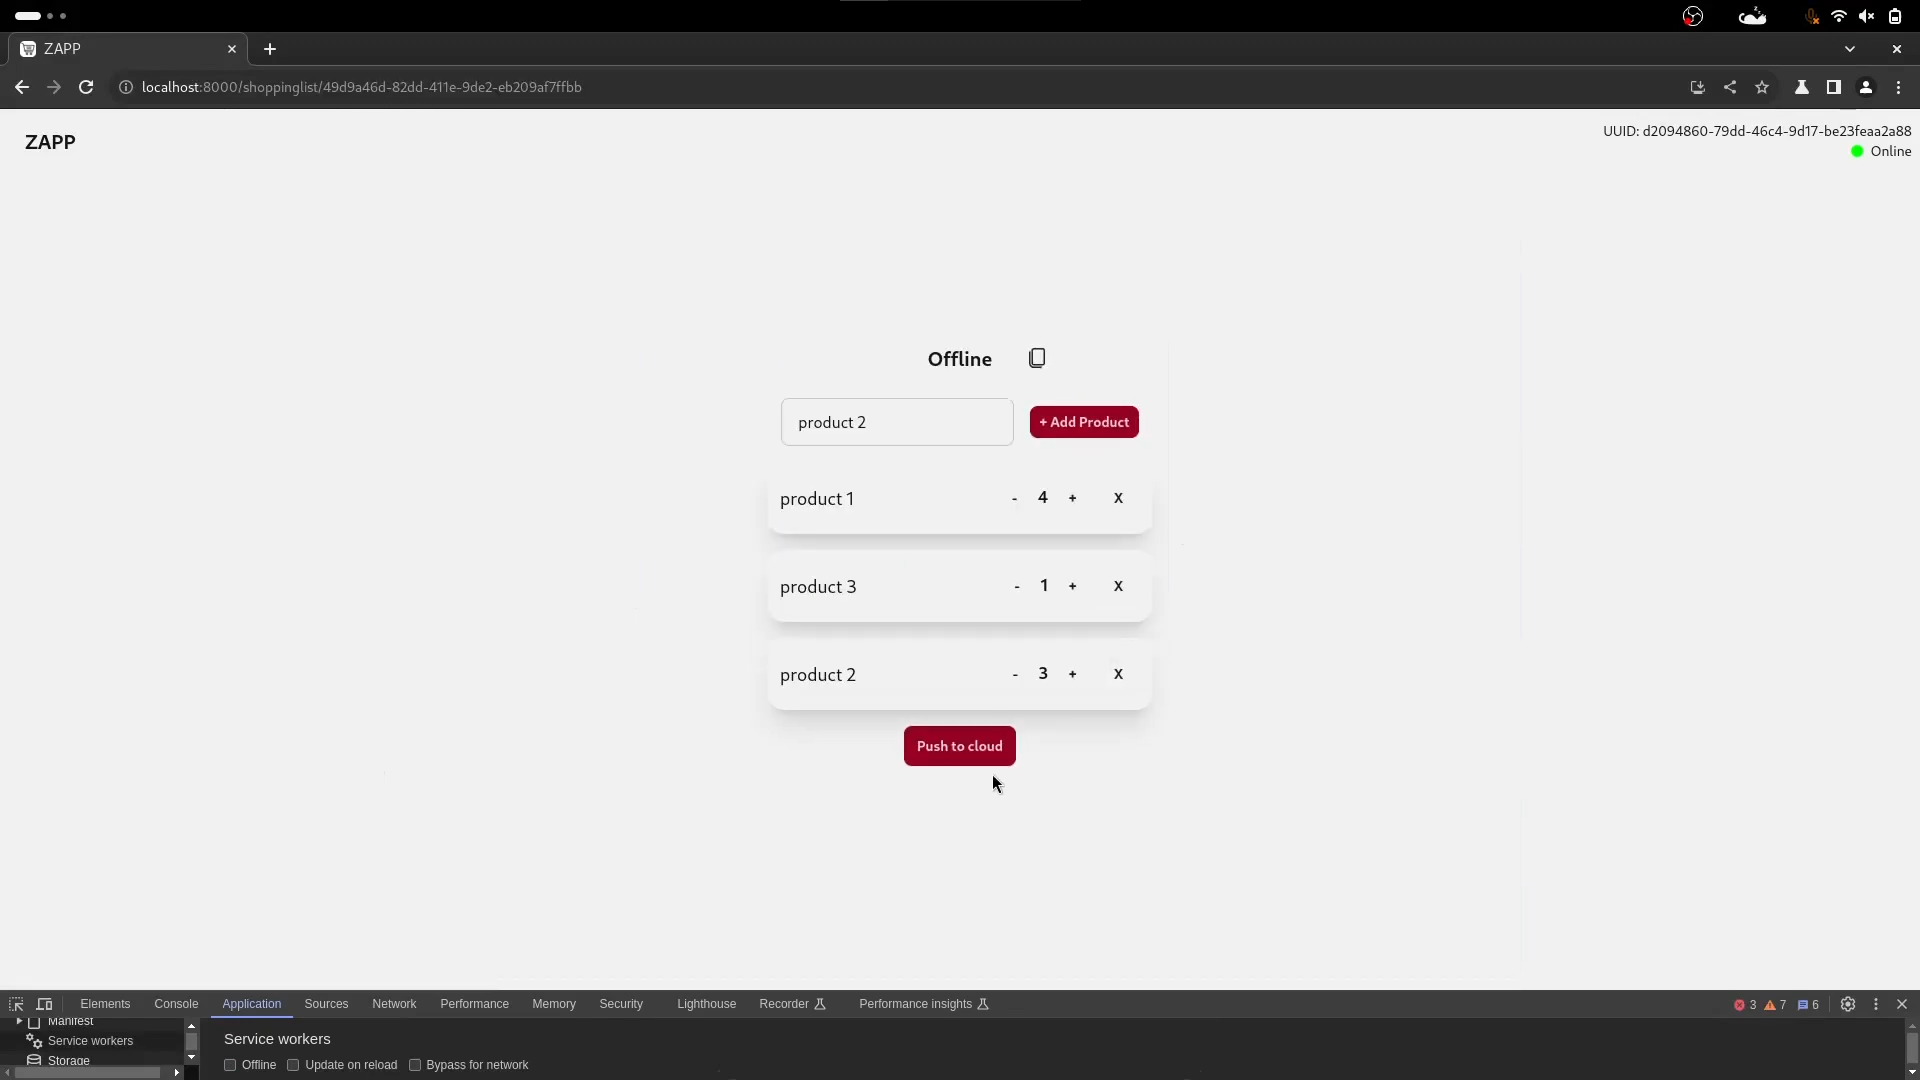 ZAPP
localhost:8000/shoppinglist/49d9a46d-82dd-411e-9de2-eb209af7ffbb
ZAPP
UUID: d2094860-79dd-46c4-9d17-be23feaa2a88
Online
Offline
product 2
+ Add Product
product 1 - 4 + X
product 3 - 1 + X
product 2 - 3 + X
Push to cloud
Elements Console Application Sources Network Performance Memory Security Lighthouse Recorder Performance insights 3 7 6
Manifest
Service workers
Storage
Service workers
Offline Update on reload Bypass for network